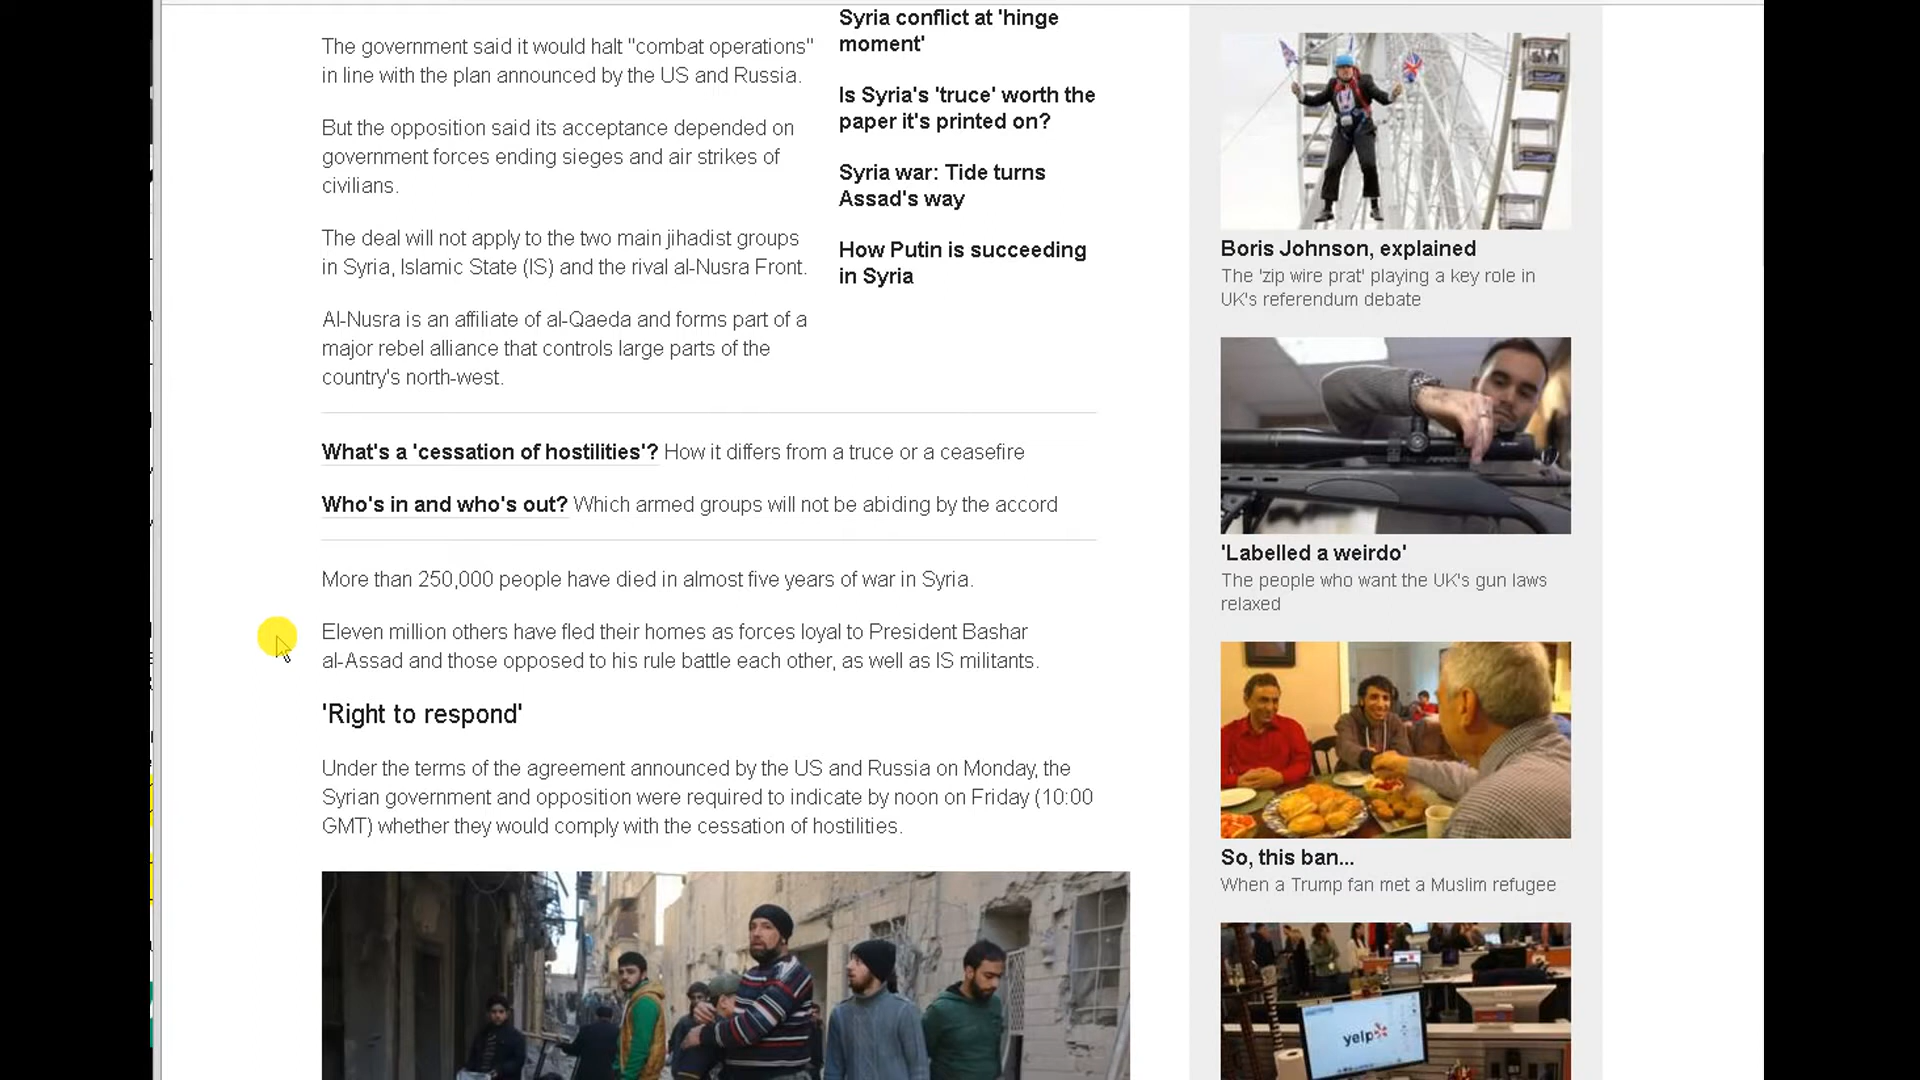 The government said it would halt "combat operations"
in line with the plan announced by the US and Russia.
But the opposition said its acceptance depended on
government forces ending sieges and air strikes of
civilians.
The deal will not apply to the two main jihadist groups
in Syria, Islamic State (IS) and the rival al-Nusra Front.
Al-Nusra is an affiliate of al-Qaeda and forms part of a
major rebel alliance that controls large parts of the
country's north-west.
Syria conflict at 'hinge
moment'
Is Syria's 'truce' worth the
paper it's printed on?
Syria war: Tide turns
Assad's way
How Putin is succeeding
in Syria
What's a 'cessation of hostilities'? How it differs from a truce or a ceasefire
Who's in and who's out? Which armed groups will not be abiding by the accord
More than 250,000 people have died in almost five years of war in Syria.
Eleven million others have fled their homes as forces loyal to President Bashar
al-Assad and those opposed to his rule battle each other, as well as IS militants.
'Right to respond'
Under the terms of the agreement announced by the US and Russia on Monday, the
Syrian government and opposition were required to indicate by noon on Friday (10:00
GMT) whether they would comply with the cessation of hostilities.
Boris Johnson, explained
The 'zip wire prat' playing a key role in
UK's referendum debate
'Labelled a weirdo'
The people who want the UK's gun laws
relaxed
So, this ban...
When a Trump fan met a Muslim refugee
yelp